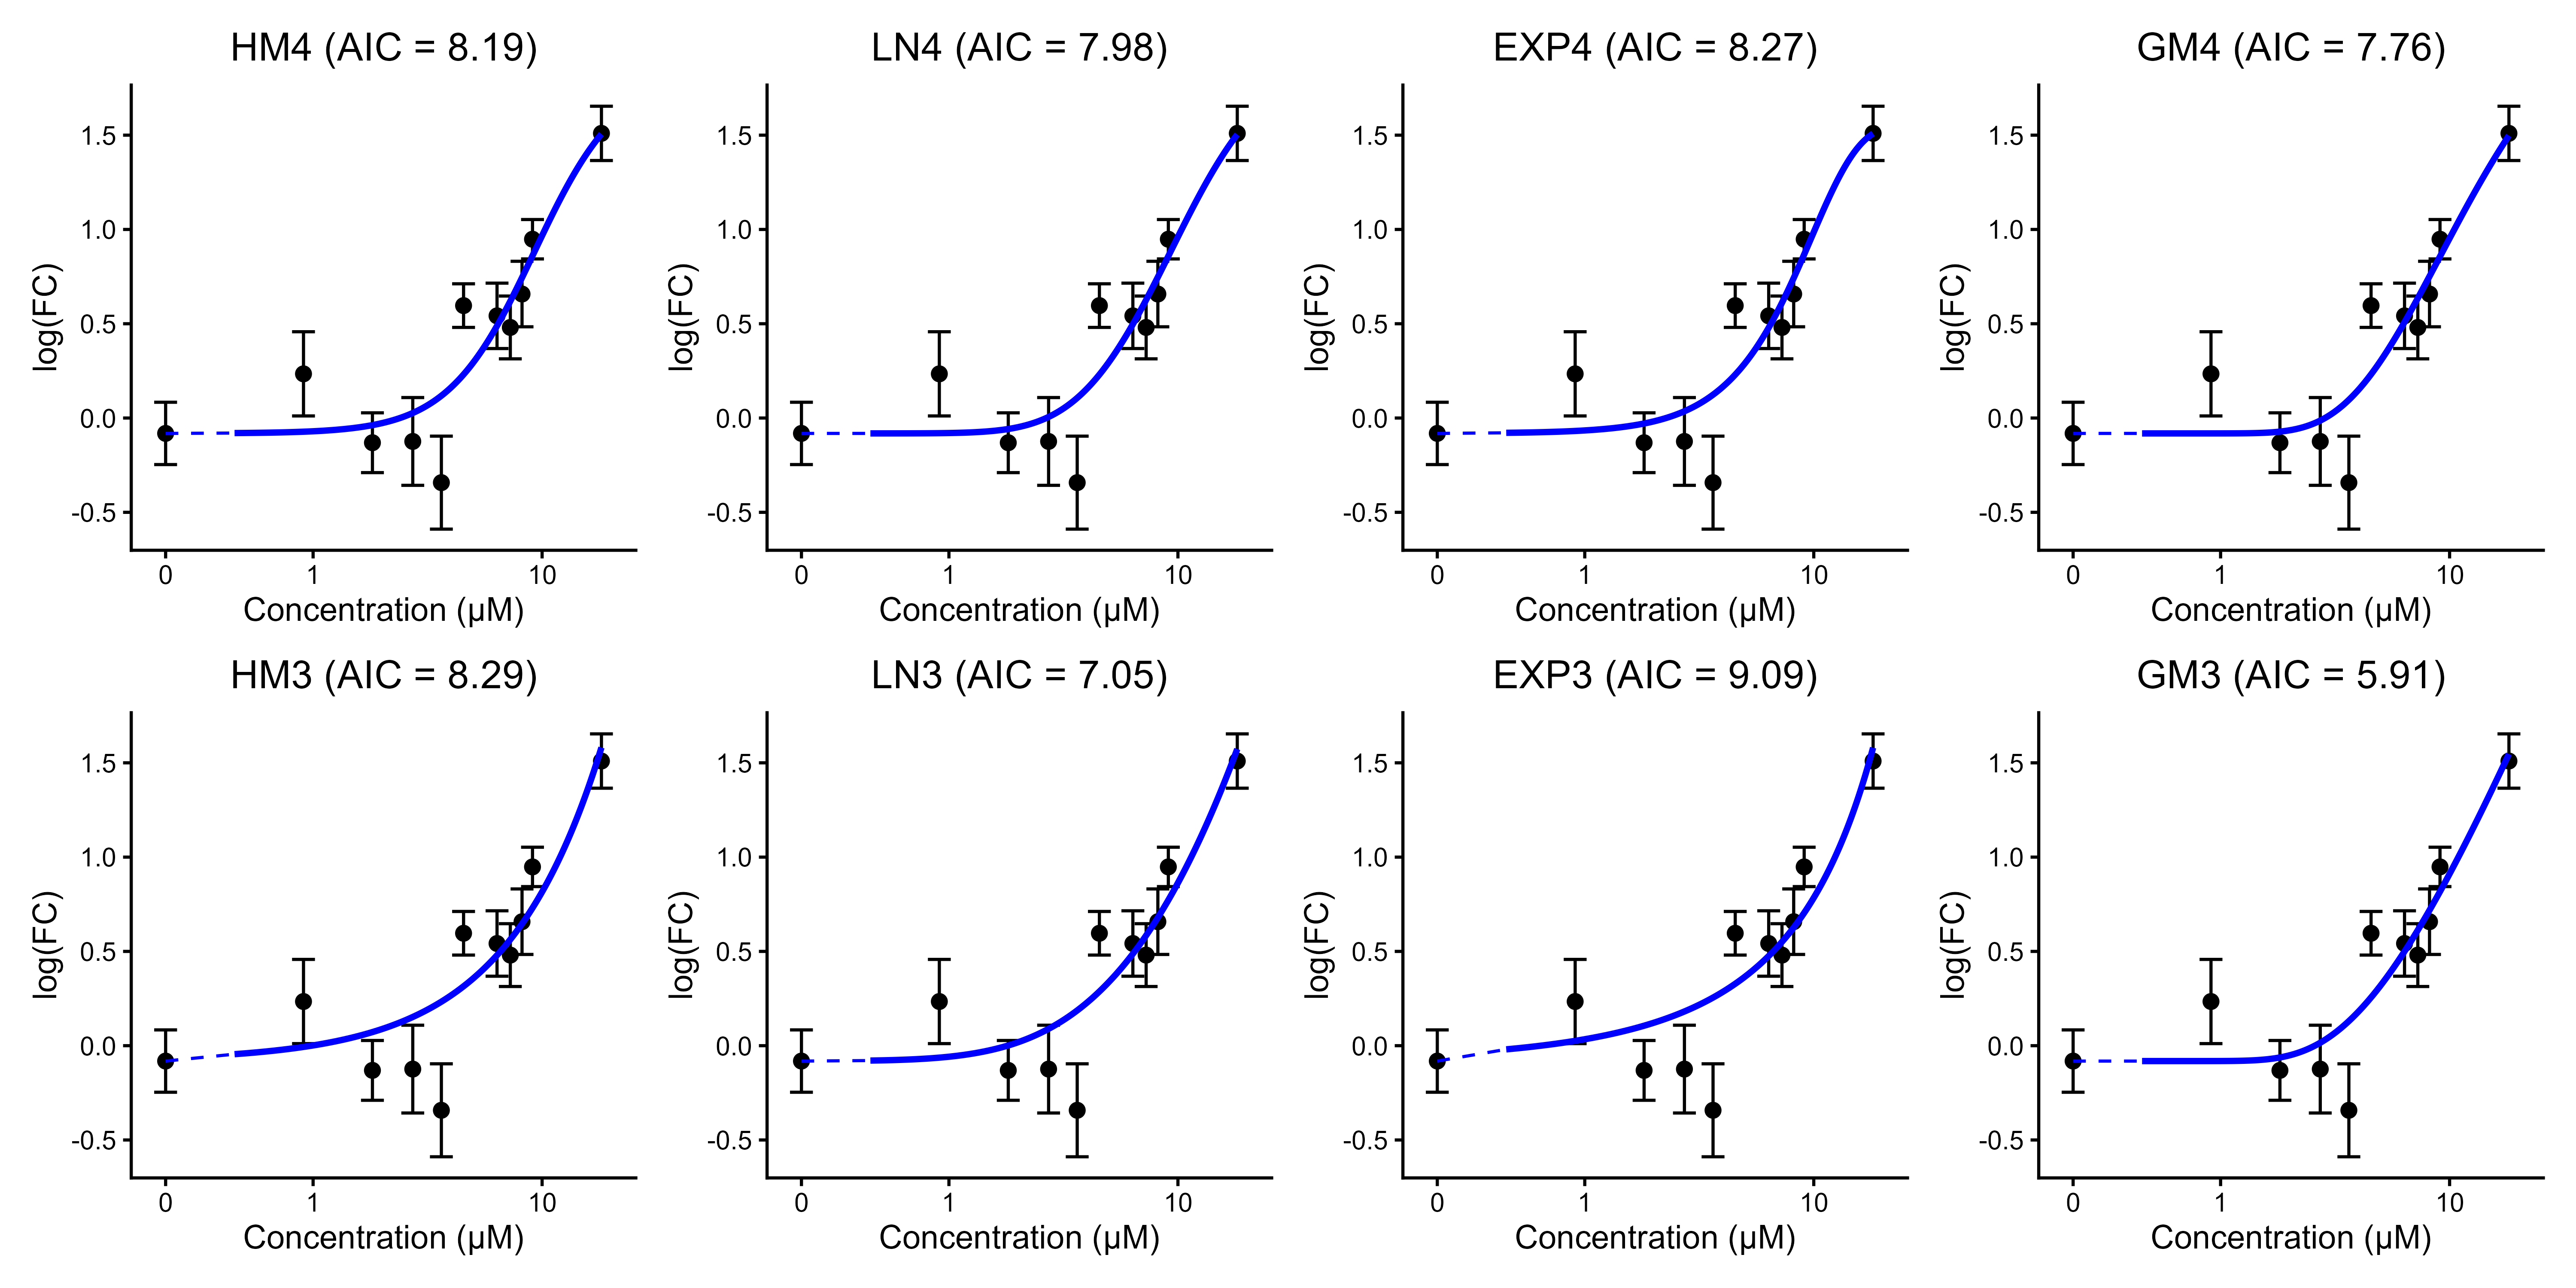 HM4 (AIC = 8.19)
LN4 (AIC = 7.98)
EXP4 (AIC = 8.27)
GM4 (AIC = 7.76)
log(FC)
1.5
1.0
0.5
0.0
-0.5
0
1
10
Concentration (µM)
log(FC)
1.5
1.0
0.5
0.0
-0.5
0
1
10
Concentration (µM)
log(FC)
1.5
1.0
0.5
0.0
-0.5
0
1
10
Concentration (µM)
log(FC)
1.5
1.0
0.5
0.0
-0.5
0
1
10
Concentration (µM)
HM3 (AIC = 8.29)
LN3 (AIC = 7.05)
EXP3 (AIC = 9.09)
GM3 (AIC = 5.91)
log(FC)
1.5
1.0
0.5
0.0
-0.5
0
1
10
Concentration (µM)
log(FC)
1.5
1.0
0.5
0.0
-0.5
0
1
10
Concentration (µM)
log(FC)
1.5
1.0
0.5
0.0
-0.5
0
1
10
Concentration (µM)
log(FC)
1.5
1.0
0.5
0.0
-0.5
0
1
10
Concentration (µM)